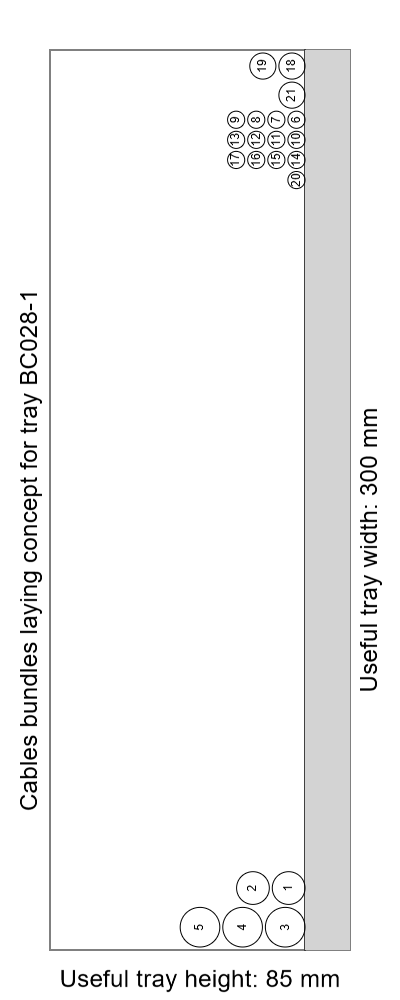 Cables bundles laying concept for tray BC028-1
19 18
21
9 8 7 6
13 12 11 10
17 16 15 14
20
2 1
5 4 3
Useful tray width: 300 mm
Useful tray height: 85 mm